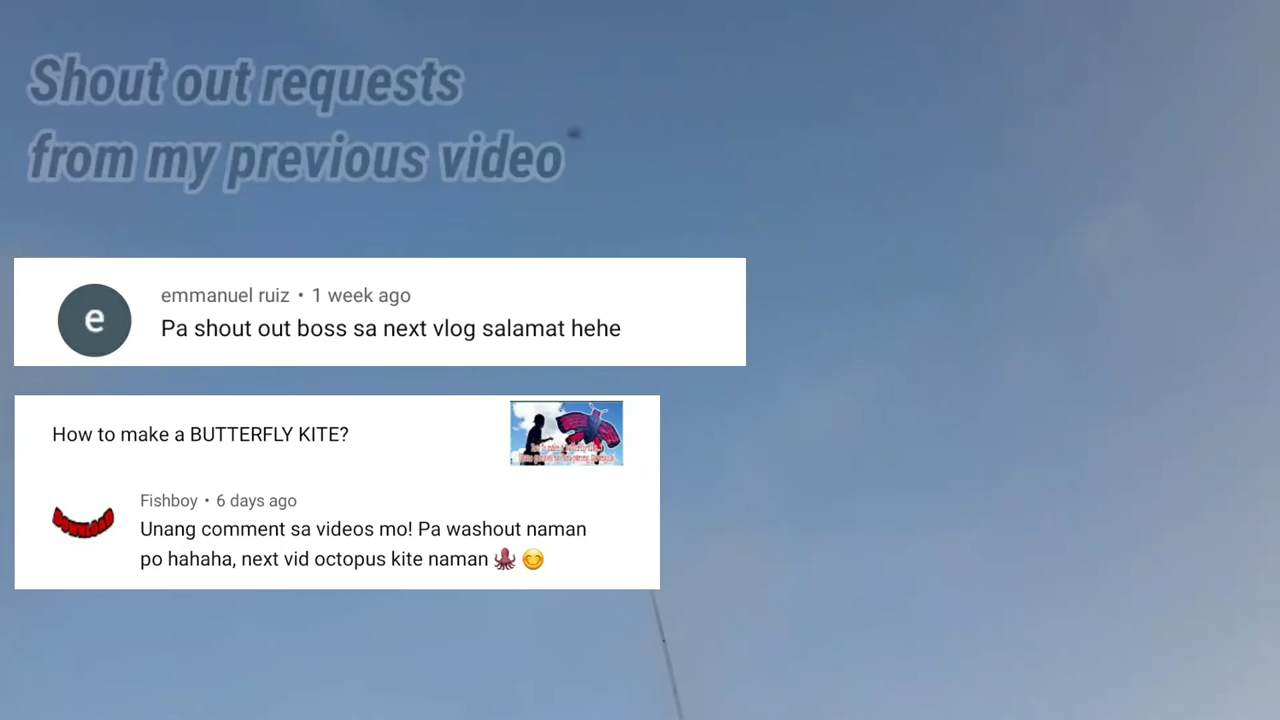 Shout out requests
from my previous video
emmanuel ruiz • 1 week ago
Pa shout out boss sa next vlog salamat hehe
How to make a BUTTERFLY KITE?
Fishboy • 6 days ago
Unang comment sa videos mo! Pa washout naman
po hahaha, next vid octopus kite naman 🐙 😊
e
DOWNLOAD